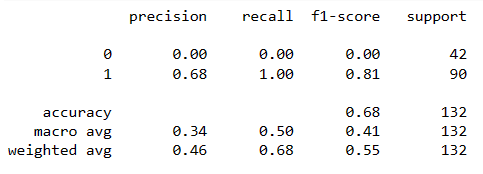 precision recall f1-score support
0 0.00 0.00 0.00 42
1 0.68 1.00 0.81 90
accuracy 0.68 132
macro avg 0.34 0.50 0.41 132
weighted avg 0.46 0.68 0.55 132